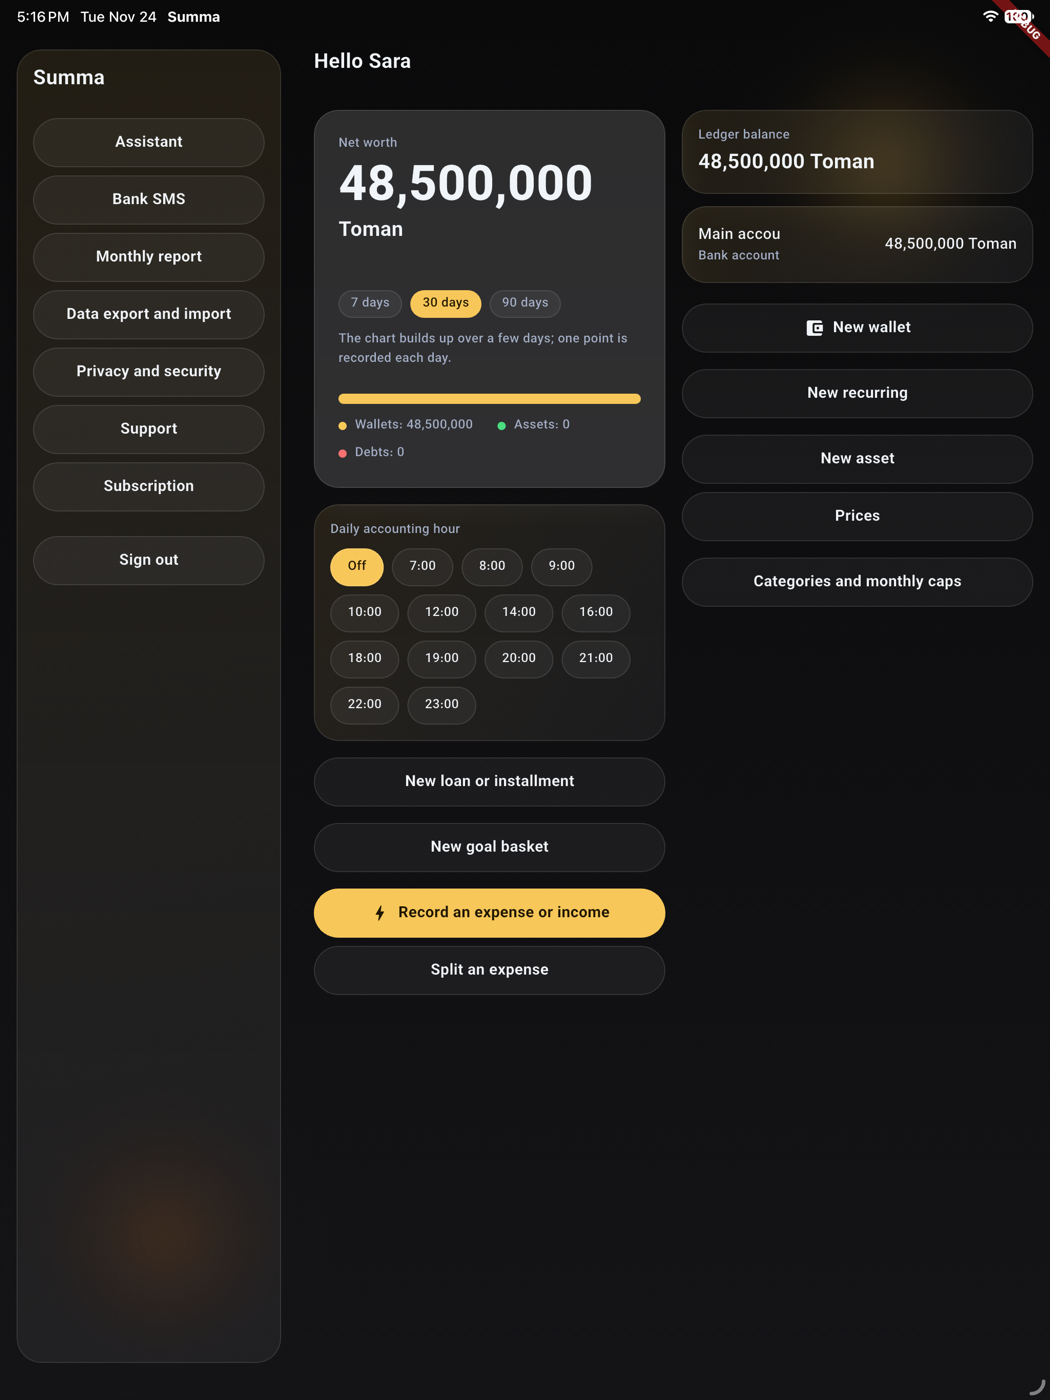 5:16 PM Tue Nov 24 Summa
Summa
Assistant
Bank SMS
Monthly report
Data export and import
Privacy and security
Support
Subscription
Sign out
Hello Sara
Net worth
48,500,000
Toman
7 days
30 days
90 days
The chart builds up over a few days; one point is
recorded each day.
Wallets: 48,500,000
Assets: 0
Debts: 0
Daily accounting hour
Off
7:00
8:00
9:00
10:00
12:00
14:00
16:00
18:00
19:00
20:00
21:00
22:00
23:00
New loan or installment
New goal basket
Record an expense or income
Split an expense
Ledger balance
48,500,000 Toman
Main accou
Bank account
48,500,000 Toman
New wallet
New recurring
New asset
Prices
Categories and monthly caps